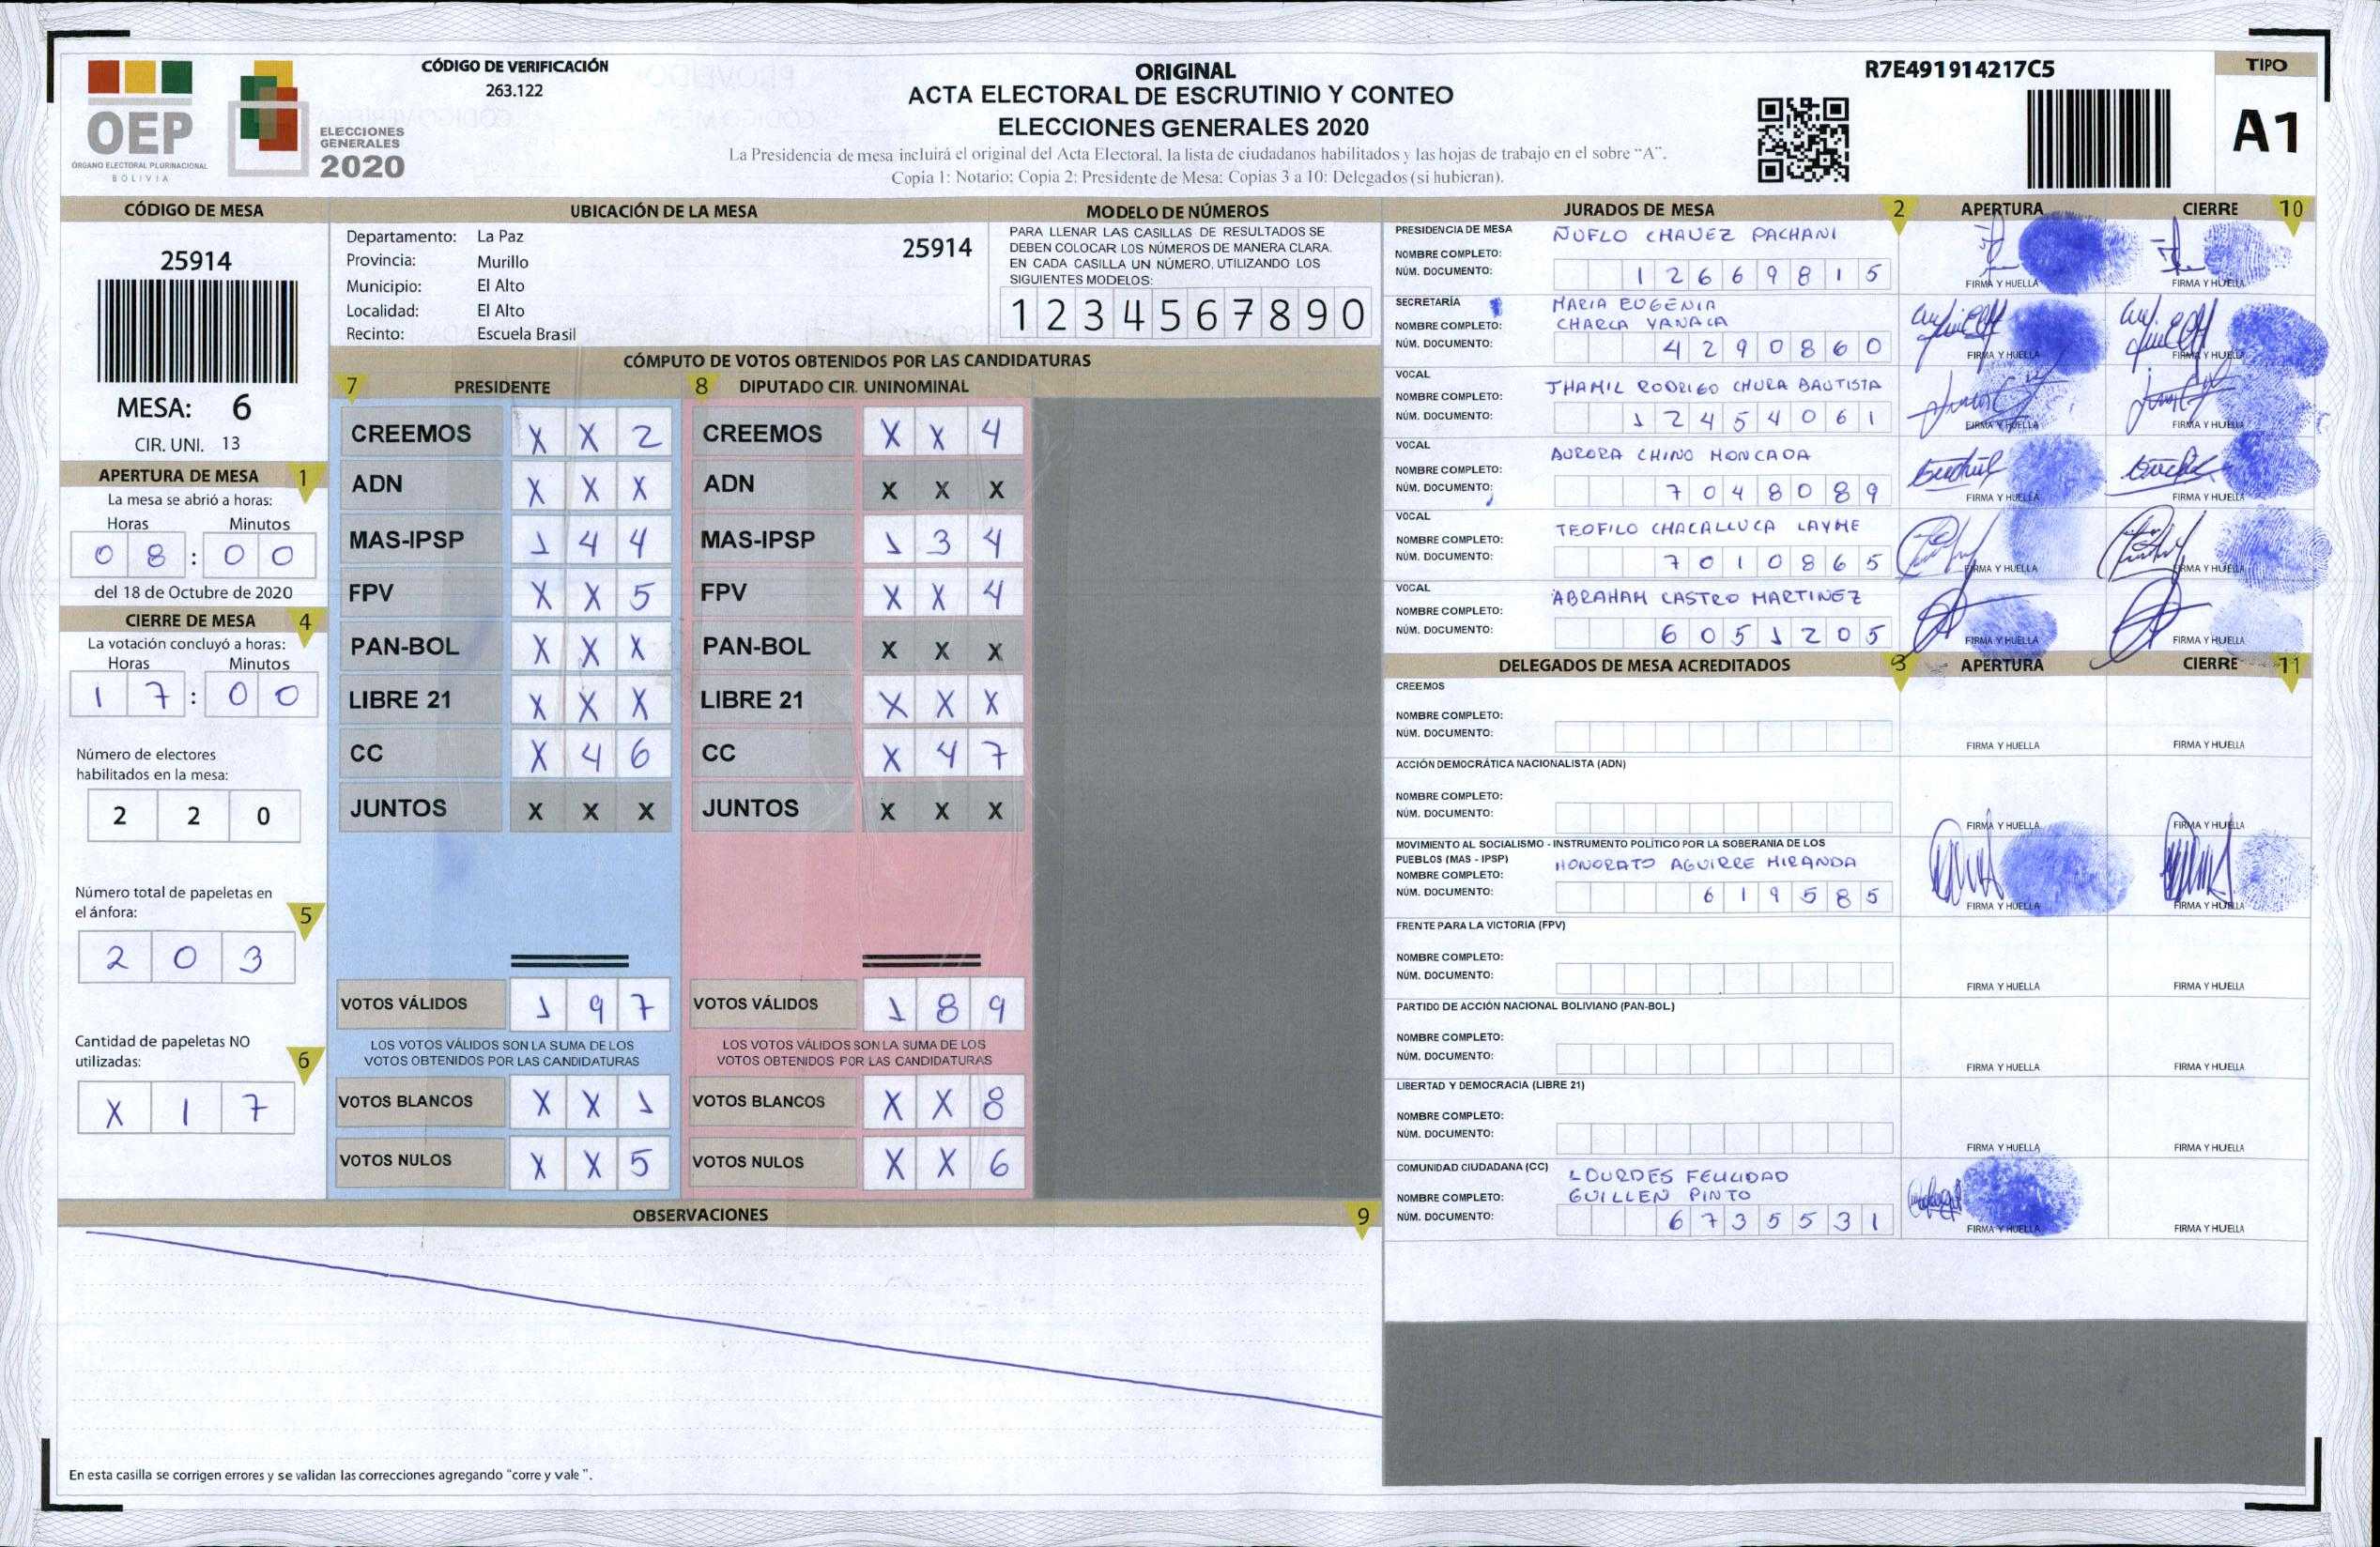 CÓDIGO DE VERIFICACIÓN
263.122
OEP
ÓRGANO ELECTORAL PLURINACIONAL
BOLIVIA
ELECCIONES
GENERALES
2020
ORIGINAL
ACTA ELECTORAL DE ESCRUTINIO Y CONTEO
ELECCIONES GENERALES 2020
La Presidencia de mesa incluirá el original del Acta Electoral, la lista de ciudadanos habilitados y las hojas de trabajo en el sobre "A".
Copia 1: Notario; Copia 2: Presidente de Mesa: Copias 3 a 10: Delegados (si hubieran).
R7E491914217C5
TIPO
A1
CÓDIGO DE MESA
25914
MESA: 6
CIR. UNI. 13
APERTURA DE MESA 1
La mesa se abrió a horas:
Horas Minutos
0 8 : 0 0
del 18 de Octubre de 2020
CIERRE DE MESA 4
La votación concluyó a horas:
Horas Minutos
1 7 : 0 0
Número de electores
habilitados en la mesa:
2 2 0
Número total de papeletas en
el ánfora: 5
2 0 3
Cantidad de papeletas NO
utilizadas: 6
X 1 7
UBICACIÓN DE LA MESA
Departamento: La Paz 25914
Provincia: Murillo
Municipio: El Alto
Localidad: El Alto
Recinto: Escuela Brasil
MODELO DE NÚMEROS
PARA LLENAR LAS CASILLAS DE RESULTADOS SE
DEBEN COLOCAR LOS NÚMEROS DE MANERA CLARA.
EN CADA CASILLA UN NÚMERO, UTILIZANDO LOS
SIGUIENTES MODELOS:
1 2 3 4 5 6 7 8 9 0
CÓMPUTO DE VOTOS OBTENIDOS POR LAS CANDIDATURAS
7 PRESIDENTE 8 DIPUTADO CIR. UNINOMINAL
CREEMOS X X 2 CREEMOS X X 4
ADN X X X ADN X X X
MAS-IPSP 1 4 4 MAS-IPSP 1 3 4
FPV X X 5 FPV X X 4
PAN-BOL X X X PAN-BOL X X X
LIBRE 21 X X X LIBRE 21 X X X
CC X 4 6 CC X 4 7
JUNTOS X X X JUNTOS X X X
VOTOS VÁLIDOS 1 9 7 VOTOS VÁLIDOS 1 8 9
LOS VOTOS VÁLIDOS SON LA SUMA DE LOS LOS VOTOS VÁLIDOS SON LA SUMA DE LOS
VOTOS OBTENIDOS POR LAS CANDIDATURAS VOTOS OBTENIDOS POR LAS CANDIDATURAS
VOTOS BLANCOS X X 1 VOTOS BLANCOS X X 8
VOTOS NULOS X X 5 VOTOS NULOS X X 6
OBSERVACIONES 9
En esta casilla se corrigen errores y se validan las correcciones agregando "corre y vale".
JURADOS DE MESA 2 APERTURA CIERRE 10
PRESIDENCIA DE MESA ÑUFLO CHAVEZ PACHANI
NOMBRE COMPLETO:
NÚM. DOCUMENTO: 1 2 6 6 9 8 1 5
FIRMA Y HUELLA FIRMA Y HUELLA
SECRETARÍA MARIA EUGENIA
NOMBRE COMPLETO: CHARCA YANACA
NÚM. DOCUMENTO: 4 2 9 0 8 6 0
FIRMA Y HUELLA FIRMA Y HUELLA
VOCAL JHAMIL RODRIGO CHURA BAUTISTA
NOMBRE COMPLETO:
NÚM. DOCUMENTO: 1 2 4 5 4 0 6 1
FIRMA Y HUELLA FIRMA Y HUELLA
VOCAL AURORA CHINO MONCADA
NOMBRE COMPLETO:
NÚM. DOCUMENTO: 7 0 4 8 0 8 9
FIRMA Y HUELLA FIRMA Y HUELLA
VOCAL TEOFILO CHACALLUCA LAYME
NOMBRE COMPLETO:
NÚM. DOCUMENTO: 7 0 1 0 8 6 5
FIRMA Y HUELLA FIRMA Y HUELLA
VOCAL ABRAHAM CASTRO MARTINEZ
NOMBRE COMPLETO:
NÚM. DOCUMENTO: 6 0 5 1 2 0 5
FIRMA Y HUELLA FIRMA Y HUELLA
DELEGADOS DE MESA ACREDITADOS 3 APERTURA CIERRE 11
CREEMOS
NOMBRE COMPLETO:
NÚM. DOCUMENTO:
FIRMA Y HUELLA FIRMA Y HUELLA
ACCIÓN DEMOCRÁTICA NACIONALISTA (ADN)
NOMBRE COMPLETO:
NÚM. DOCUMENTO:
FIRMA Y HUELLA FIRMA Y HUELLA
MOVIMIENTO AL SOCIALISMO - INSTRUMENTO POLÍTICO POR LA SOBERANIA DE LOS
PUEBLOS (MAS - IPSP) HONORATO AGUIRRE MIRANDA
NOMBRE COMPLETO:
NÚM. DOCUMENTO: 6 1 9 5 8 5
FIRMA Y HUELLA FIRMA Y HUELLA
FRENTE PARA LA VICTORIA (FPV)
NOMBRE COMPLETO:
NÚM. DOCUMENTO:
FIRMA Y HUELLA FIRMA Y HUELLA
PARTIDO DE ACCIÓN NACIONAL BOLIVIANO (PAN-BOL)
NOMBRE COMPLETO:
NÚM. DOCUMENTO:
FIRMA Y HUELLA FIRMA Y HUELLA
LIBERTAD Y DEMOCRACIA (LIBRE 21)
NOMBRE COMPLETO:
NÚM. DOCUMENTO:
FIRMA Y HUELLA FIRMA Y HUELLA
COMUNIDAD CIUDADANA (CC) LOURDES FELICIDAD
NOMBRE COMPLETO: GUILLEN PINTO
NÚM. DOCUMENTO: 6 7 3 5 5 3 1
FIRMA Y HUELLA FIRMA Y HUELLA